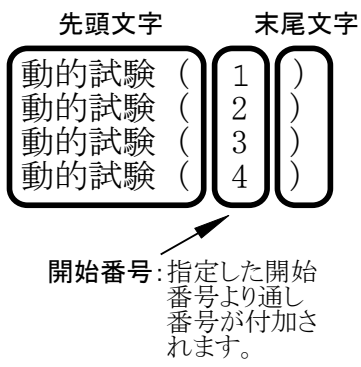 先頭文字　末尾文字
動的試験（　1　）
動的試験（　2　）
動的試験（　3　）
動的試験（　4　）
開始番号:指定した開始
番号より通し
番号が付加さ
れます。